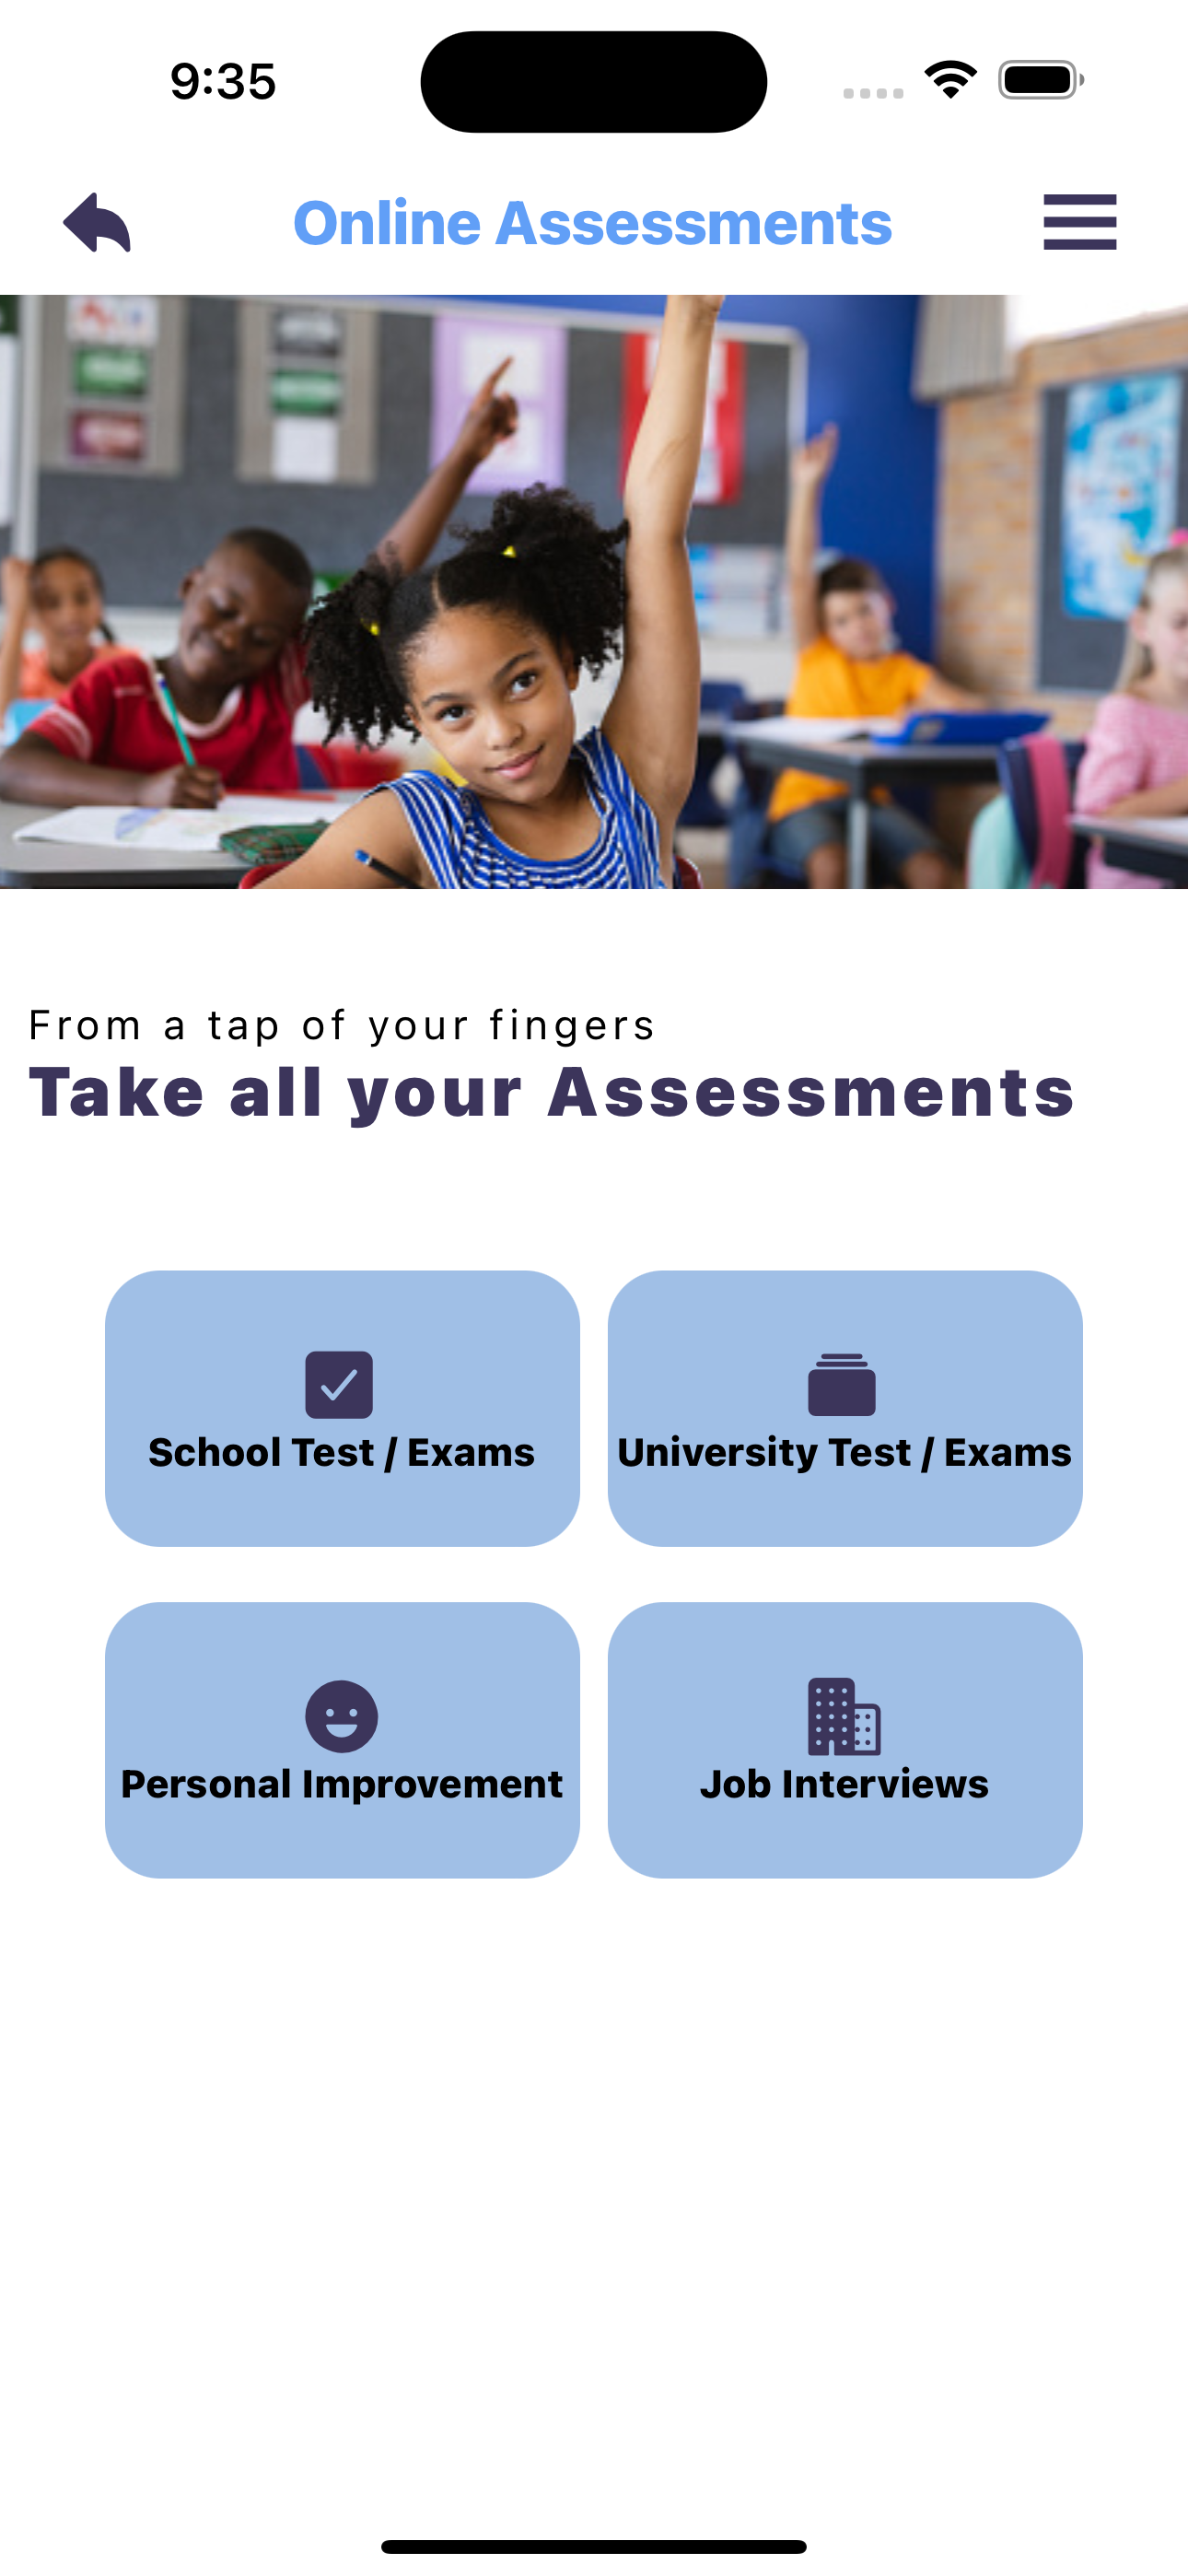 9:35
Online Assessments
From a tap of your fingers
Take all your Assessments
School Test / Exams
University Test / Exams
Personal Improvement
Job Interviews